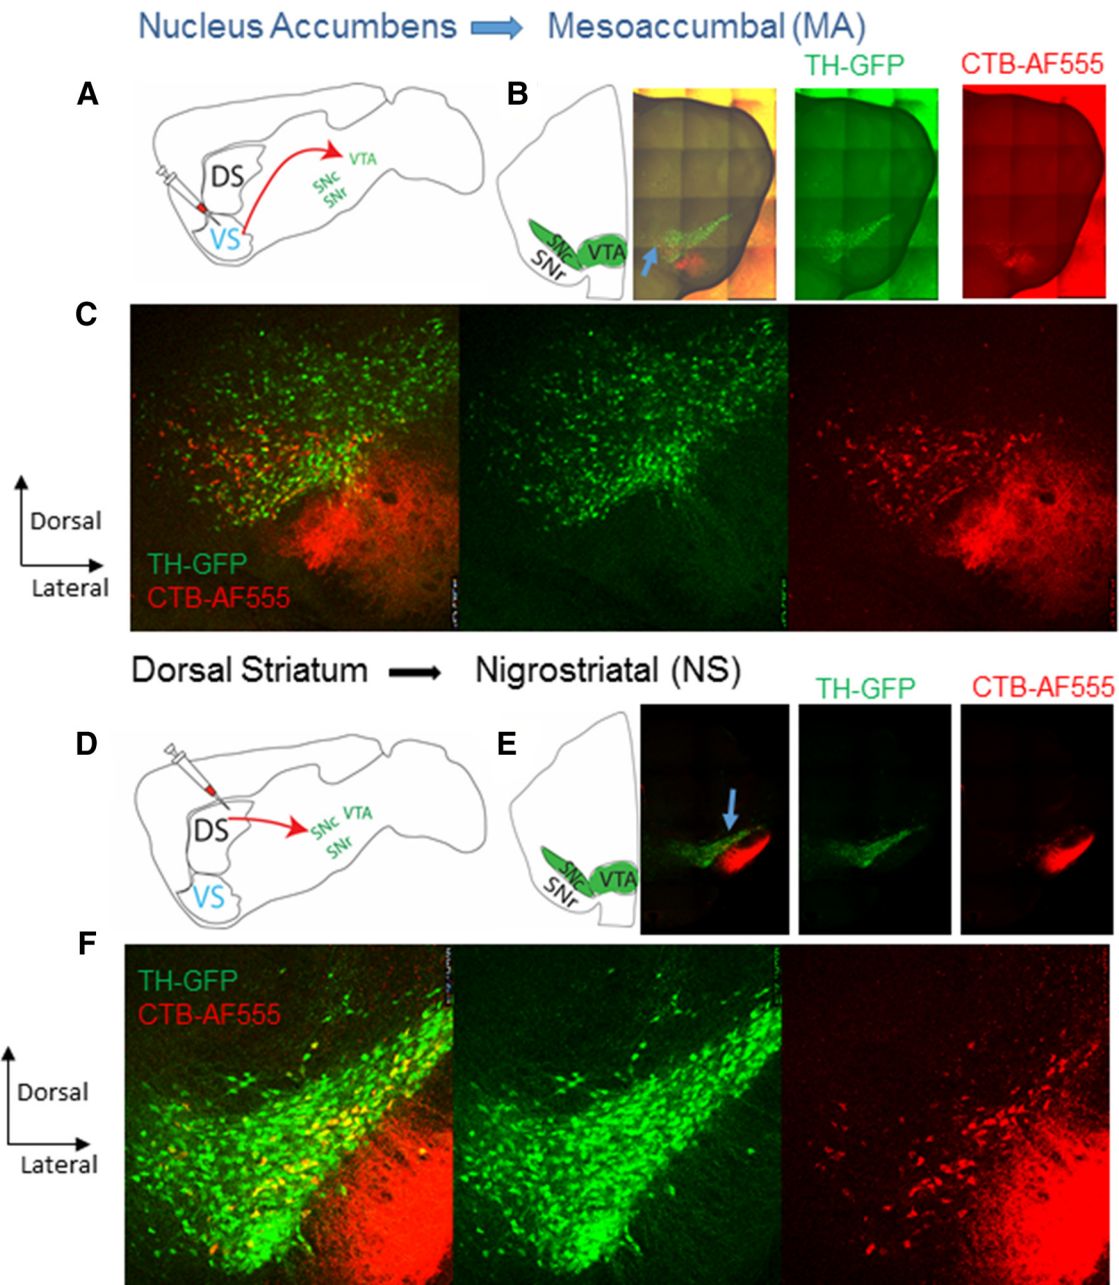 Nucleus Accumbens Mesoaccumbal (MA)
TH-GFP CTB-AF555
A
DS
VS
VTA
SNc
SNr
B
SNc
SNr
VTA
C
TH-GFP
CTB-AF555
Dorsal
Lateral
Dorsal Striatum Nigrostriatal (NS)
TH-GFP CTB-AF555
D
DS
VS
SNc VTA
SNr
E
SNc
SNr
VTA
F
TH-GFP
CTB-AF555
Dorsal
Lateral